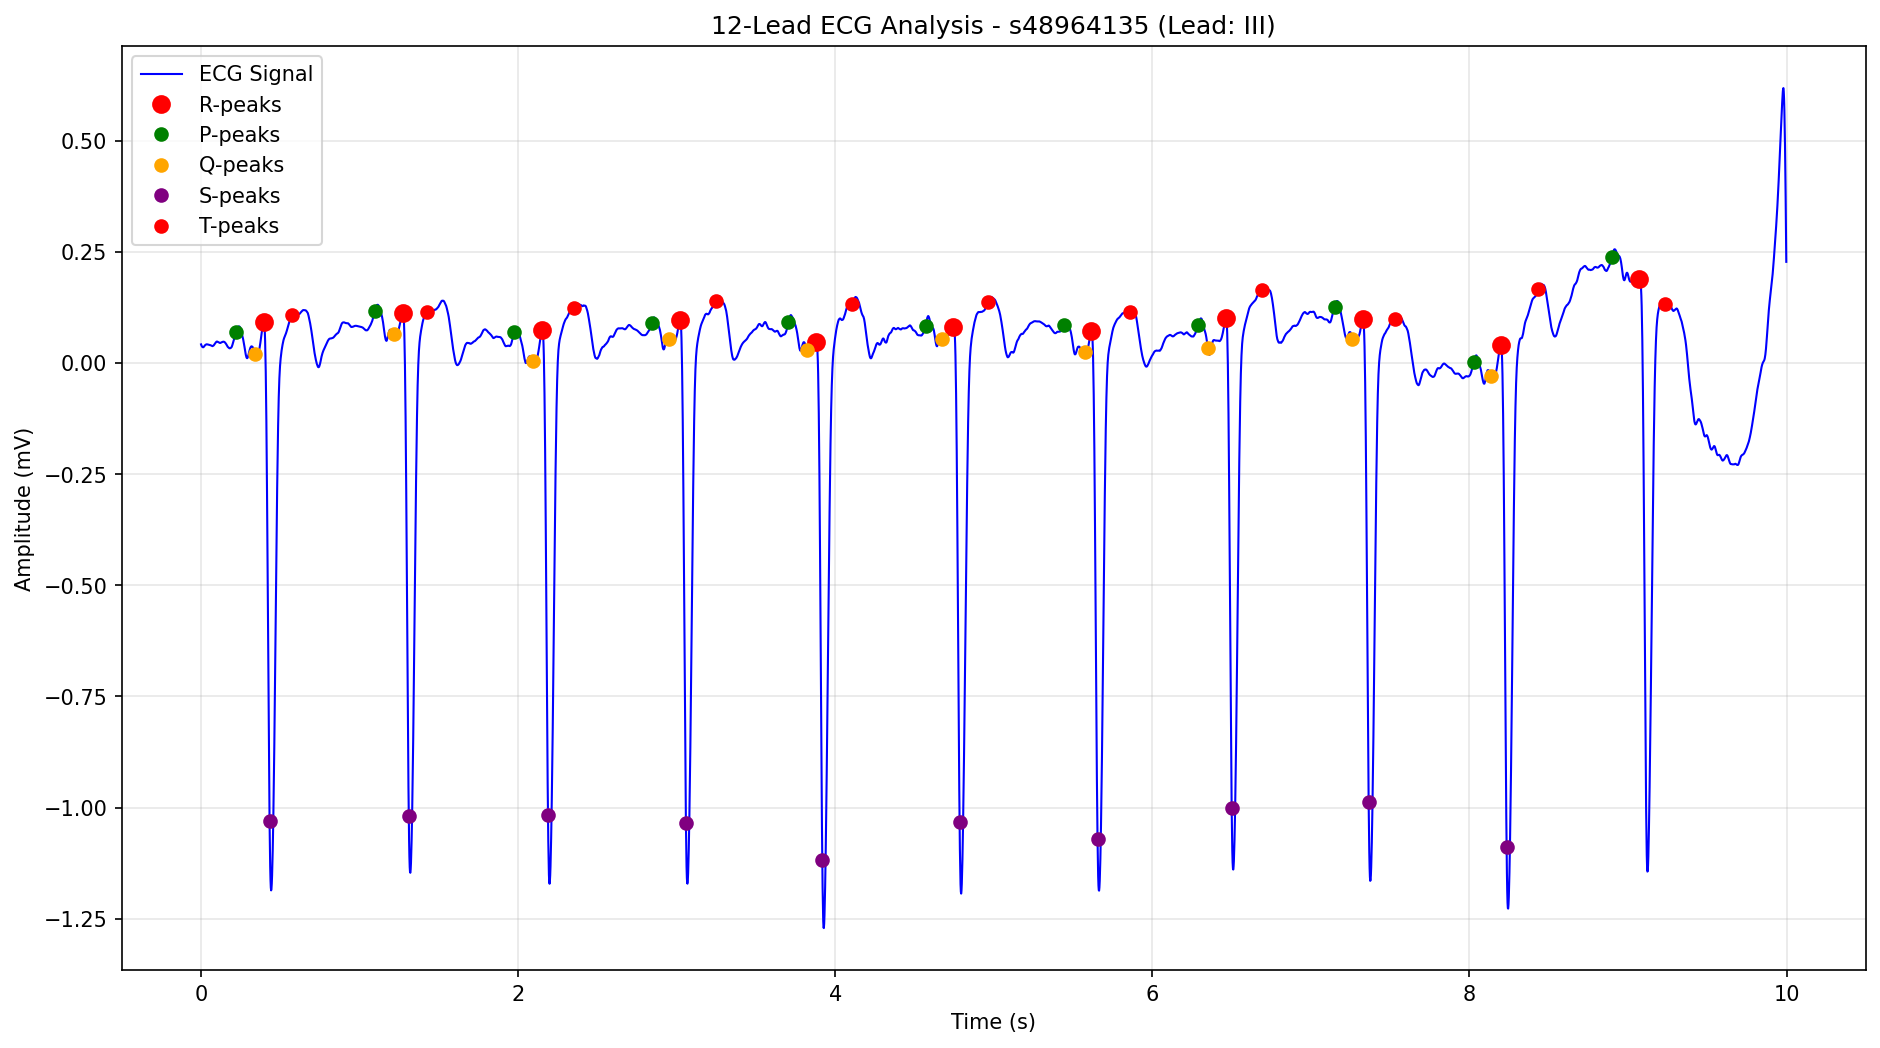 12-Lead ECG Analysis - s48964135 (Lead: III)
ECG Signal
R-peaks
P-peaks
Q-peaks
S-peaks
T-peaks
Amplitude (mV)
0.50
0.25
0.00
−0.25
−0.50
−0.75
−1.00
−1.25
0 2 4 6 8 10
Time (s)